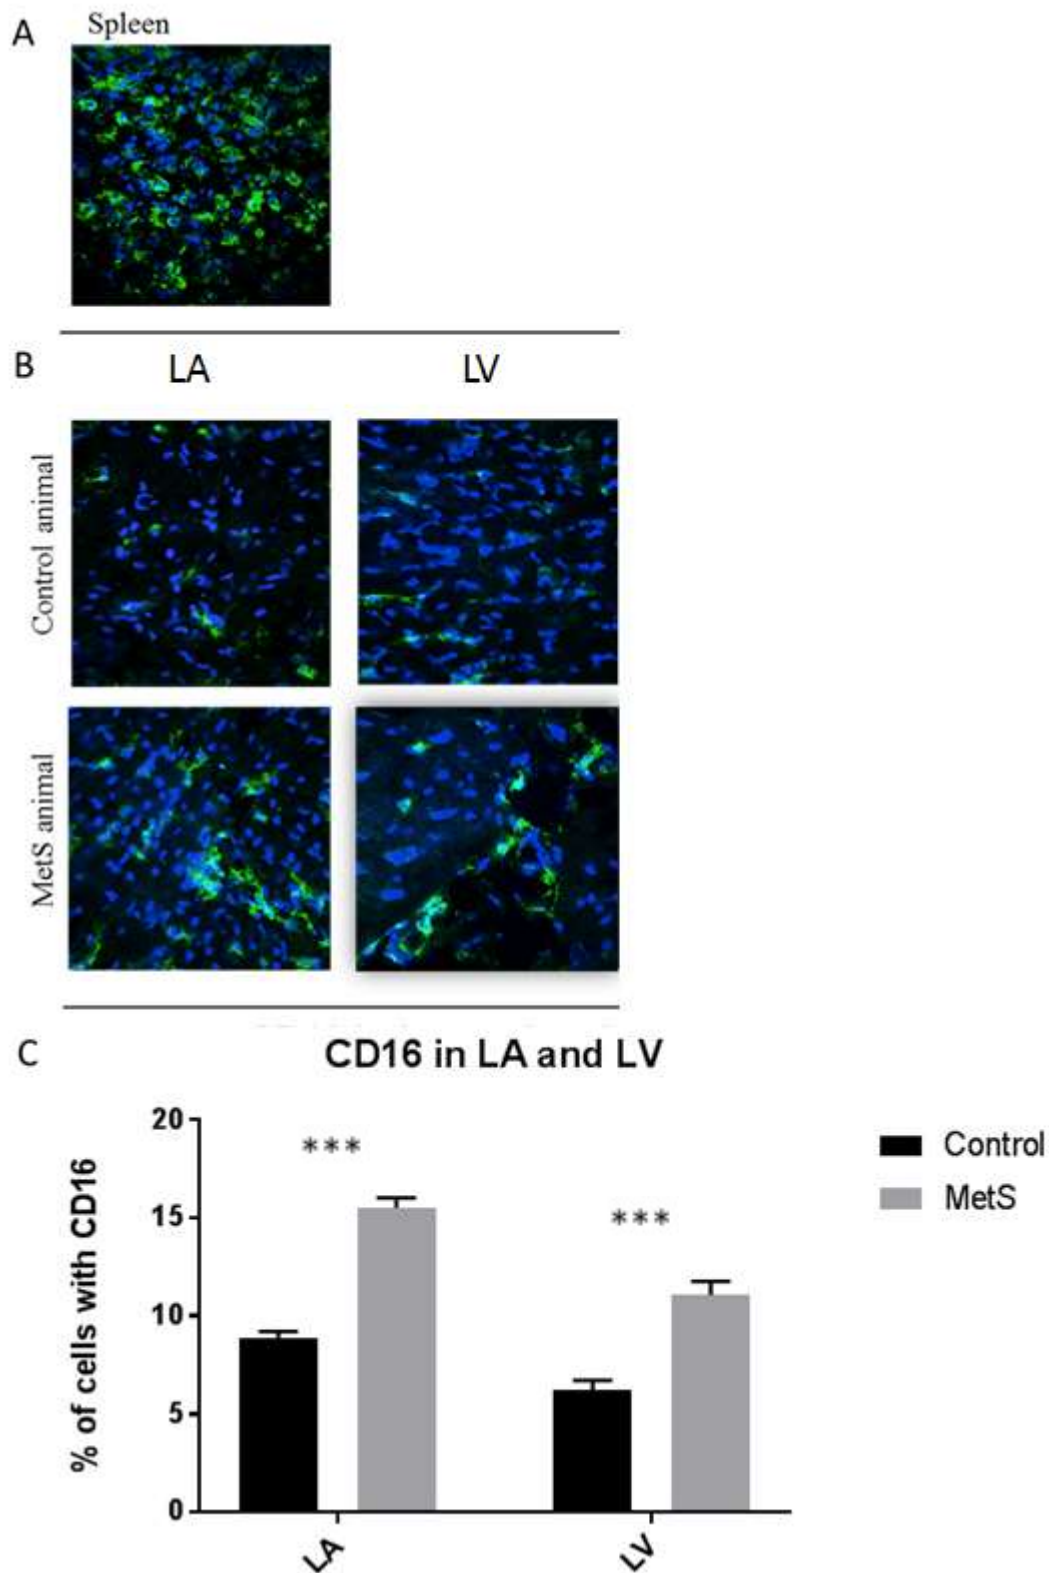 A
Spleen
B
LA
LV
Control animal
MetS animal
C
CD16 in LA and LV
% of cells with CD16
20
15
10
5
0
***
***
LA
LV
Control
MetS